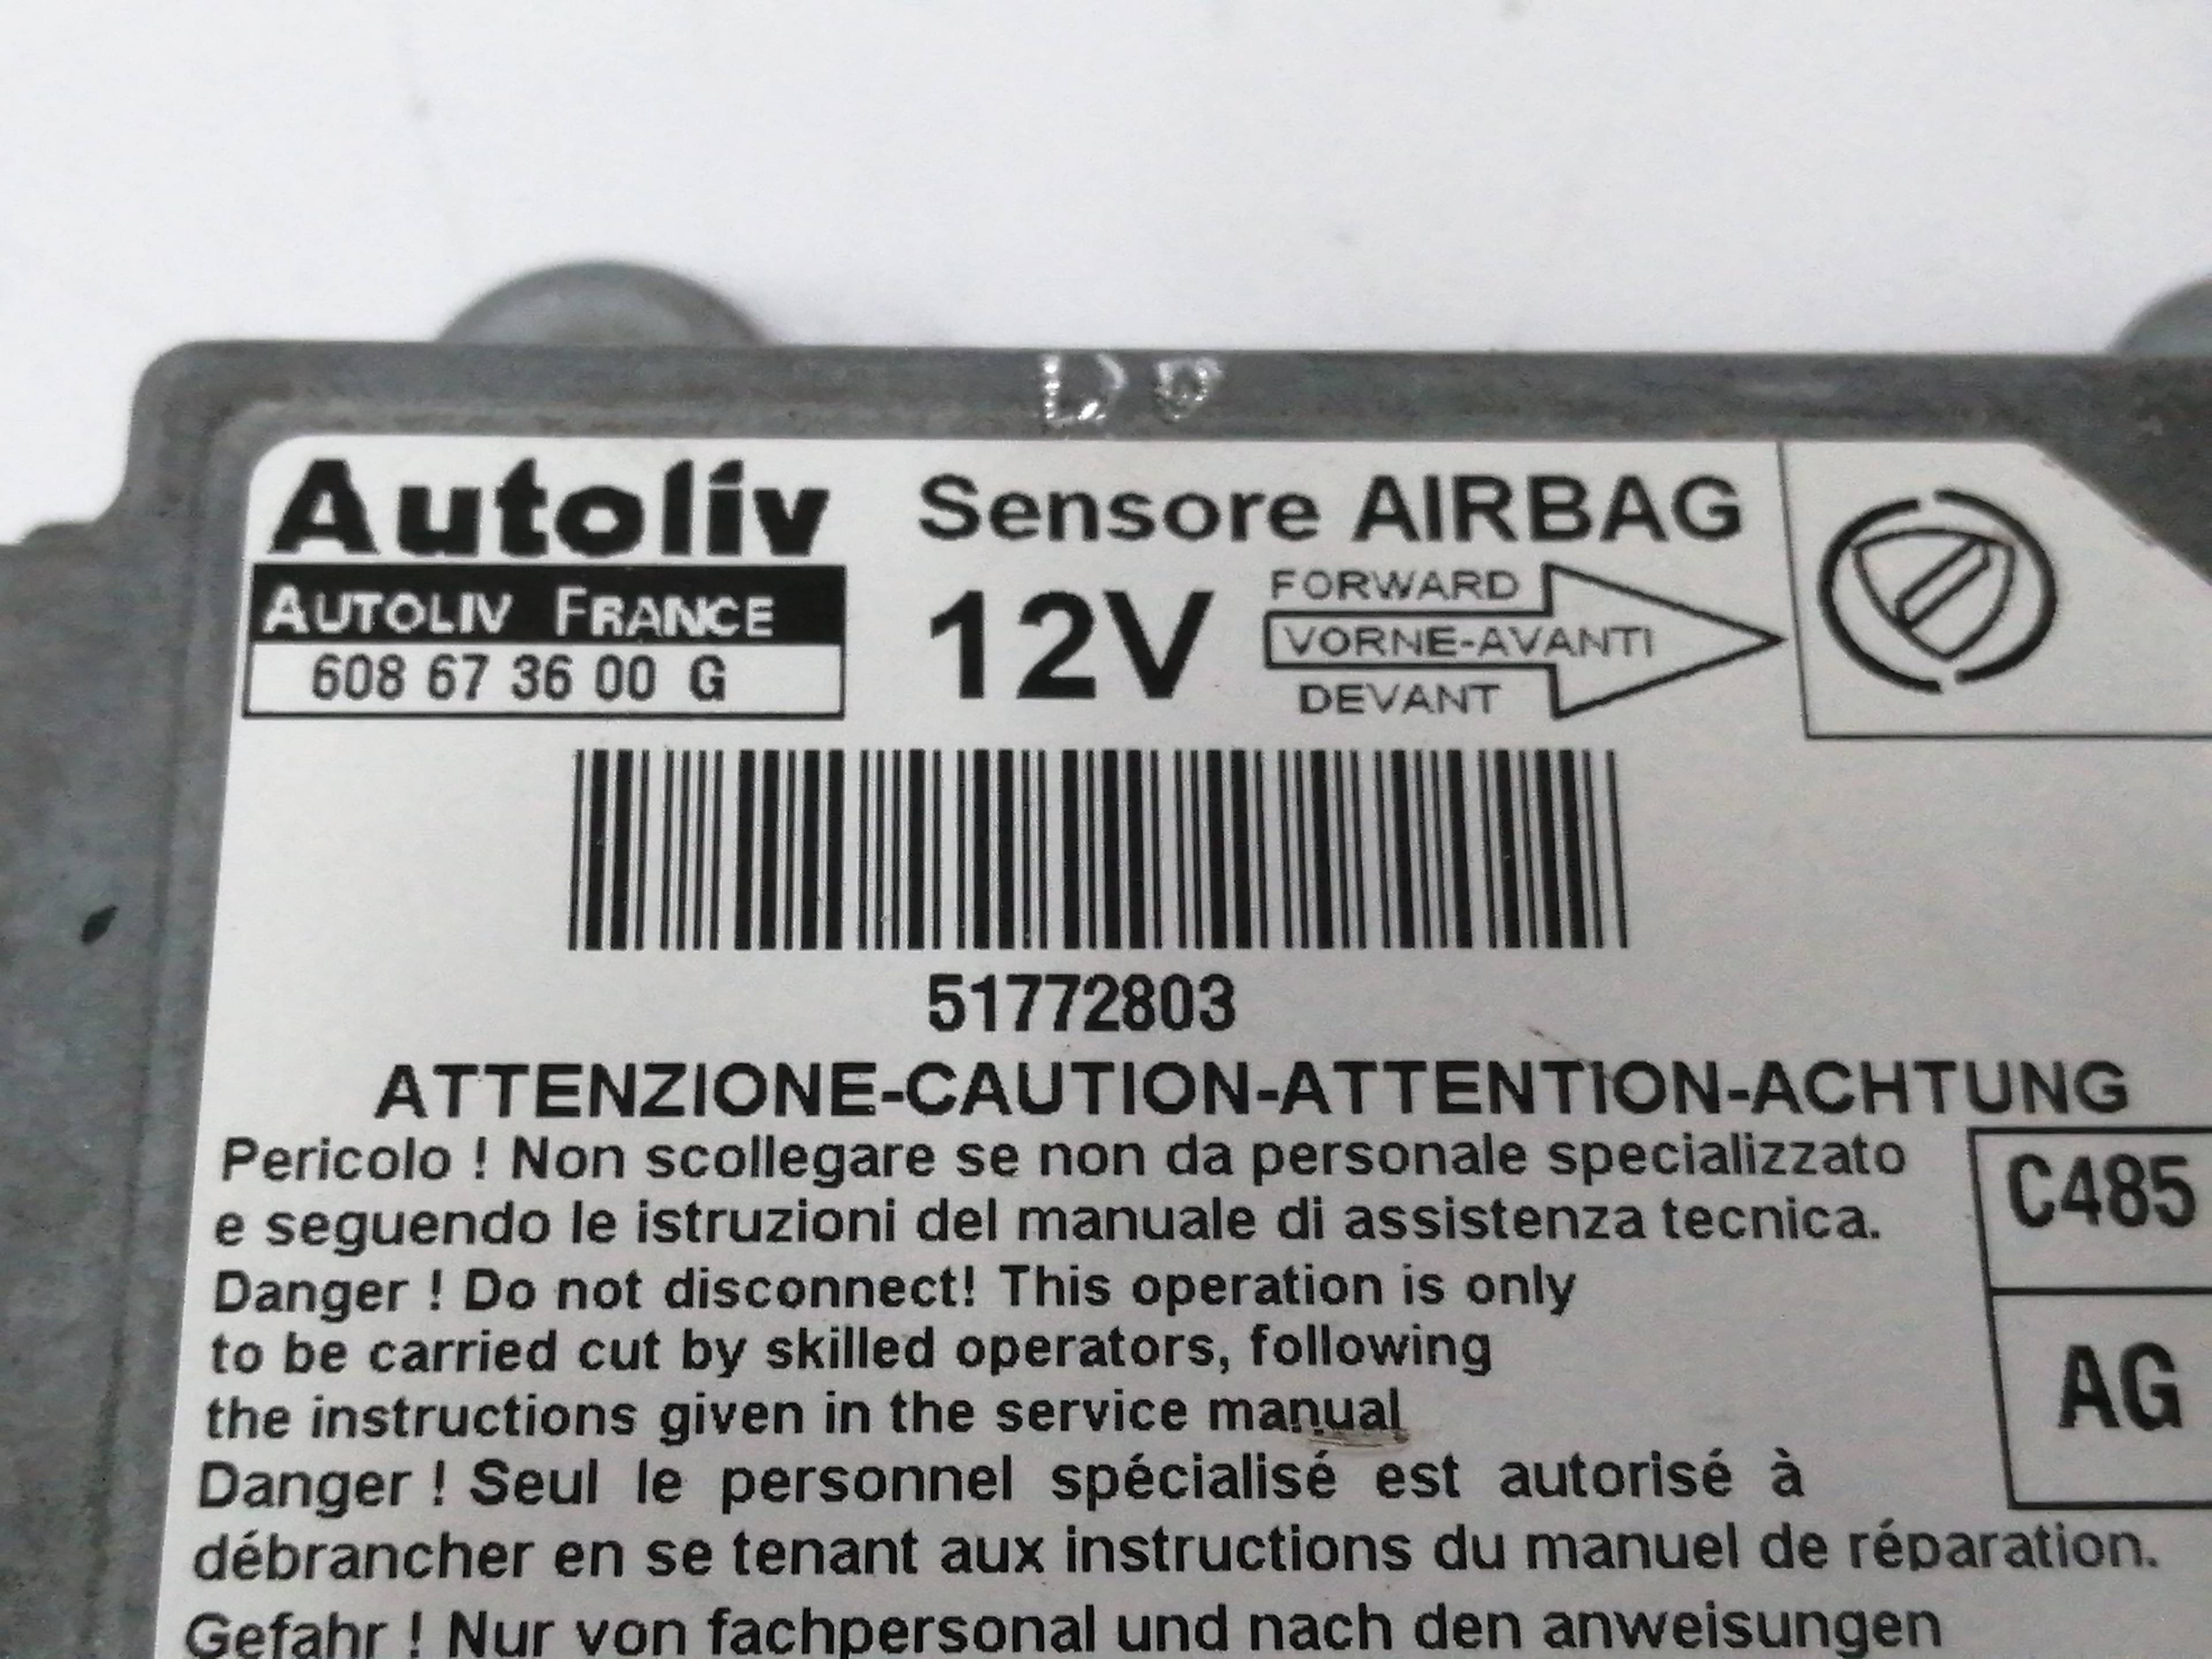 Autoliv
AUTOLIV FRANCE
608 67 36 00 G
Sensore AIRBAG
12V
FORWARD
VORNE-AVANTI
DEVANT
51772803
ATTENZIONE-CAUTION-ATTENTION-ACHTUNG
Pericolo ! Non scollegare se non da personale specializzato
e seguendo le istruzioni del manuale di assistenza tecnica.
Danger ! Do not disconnect! This operation is only
to be carried cut by skilled operators, following
the instructions given in the service manual
Danger ! Seul le personnel spécialisé est autorisé à
débrancher en se tenant aux instructions du manuel de réparation.
Gefahr ! Nur von fachpersonal und nach den anweisungen
C485
AG